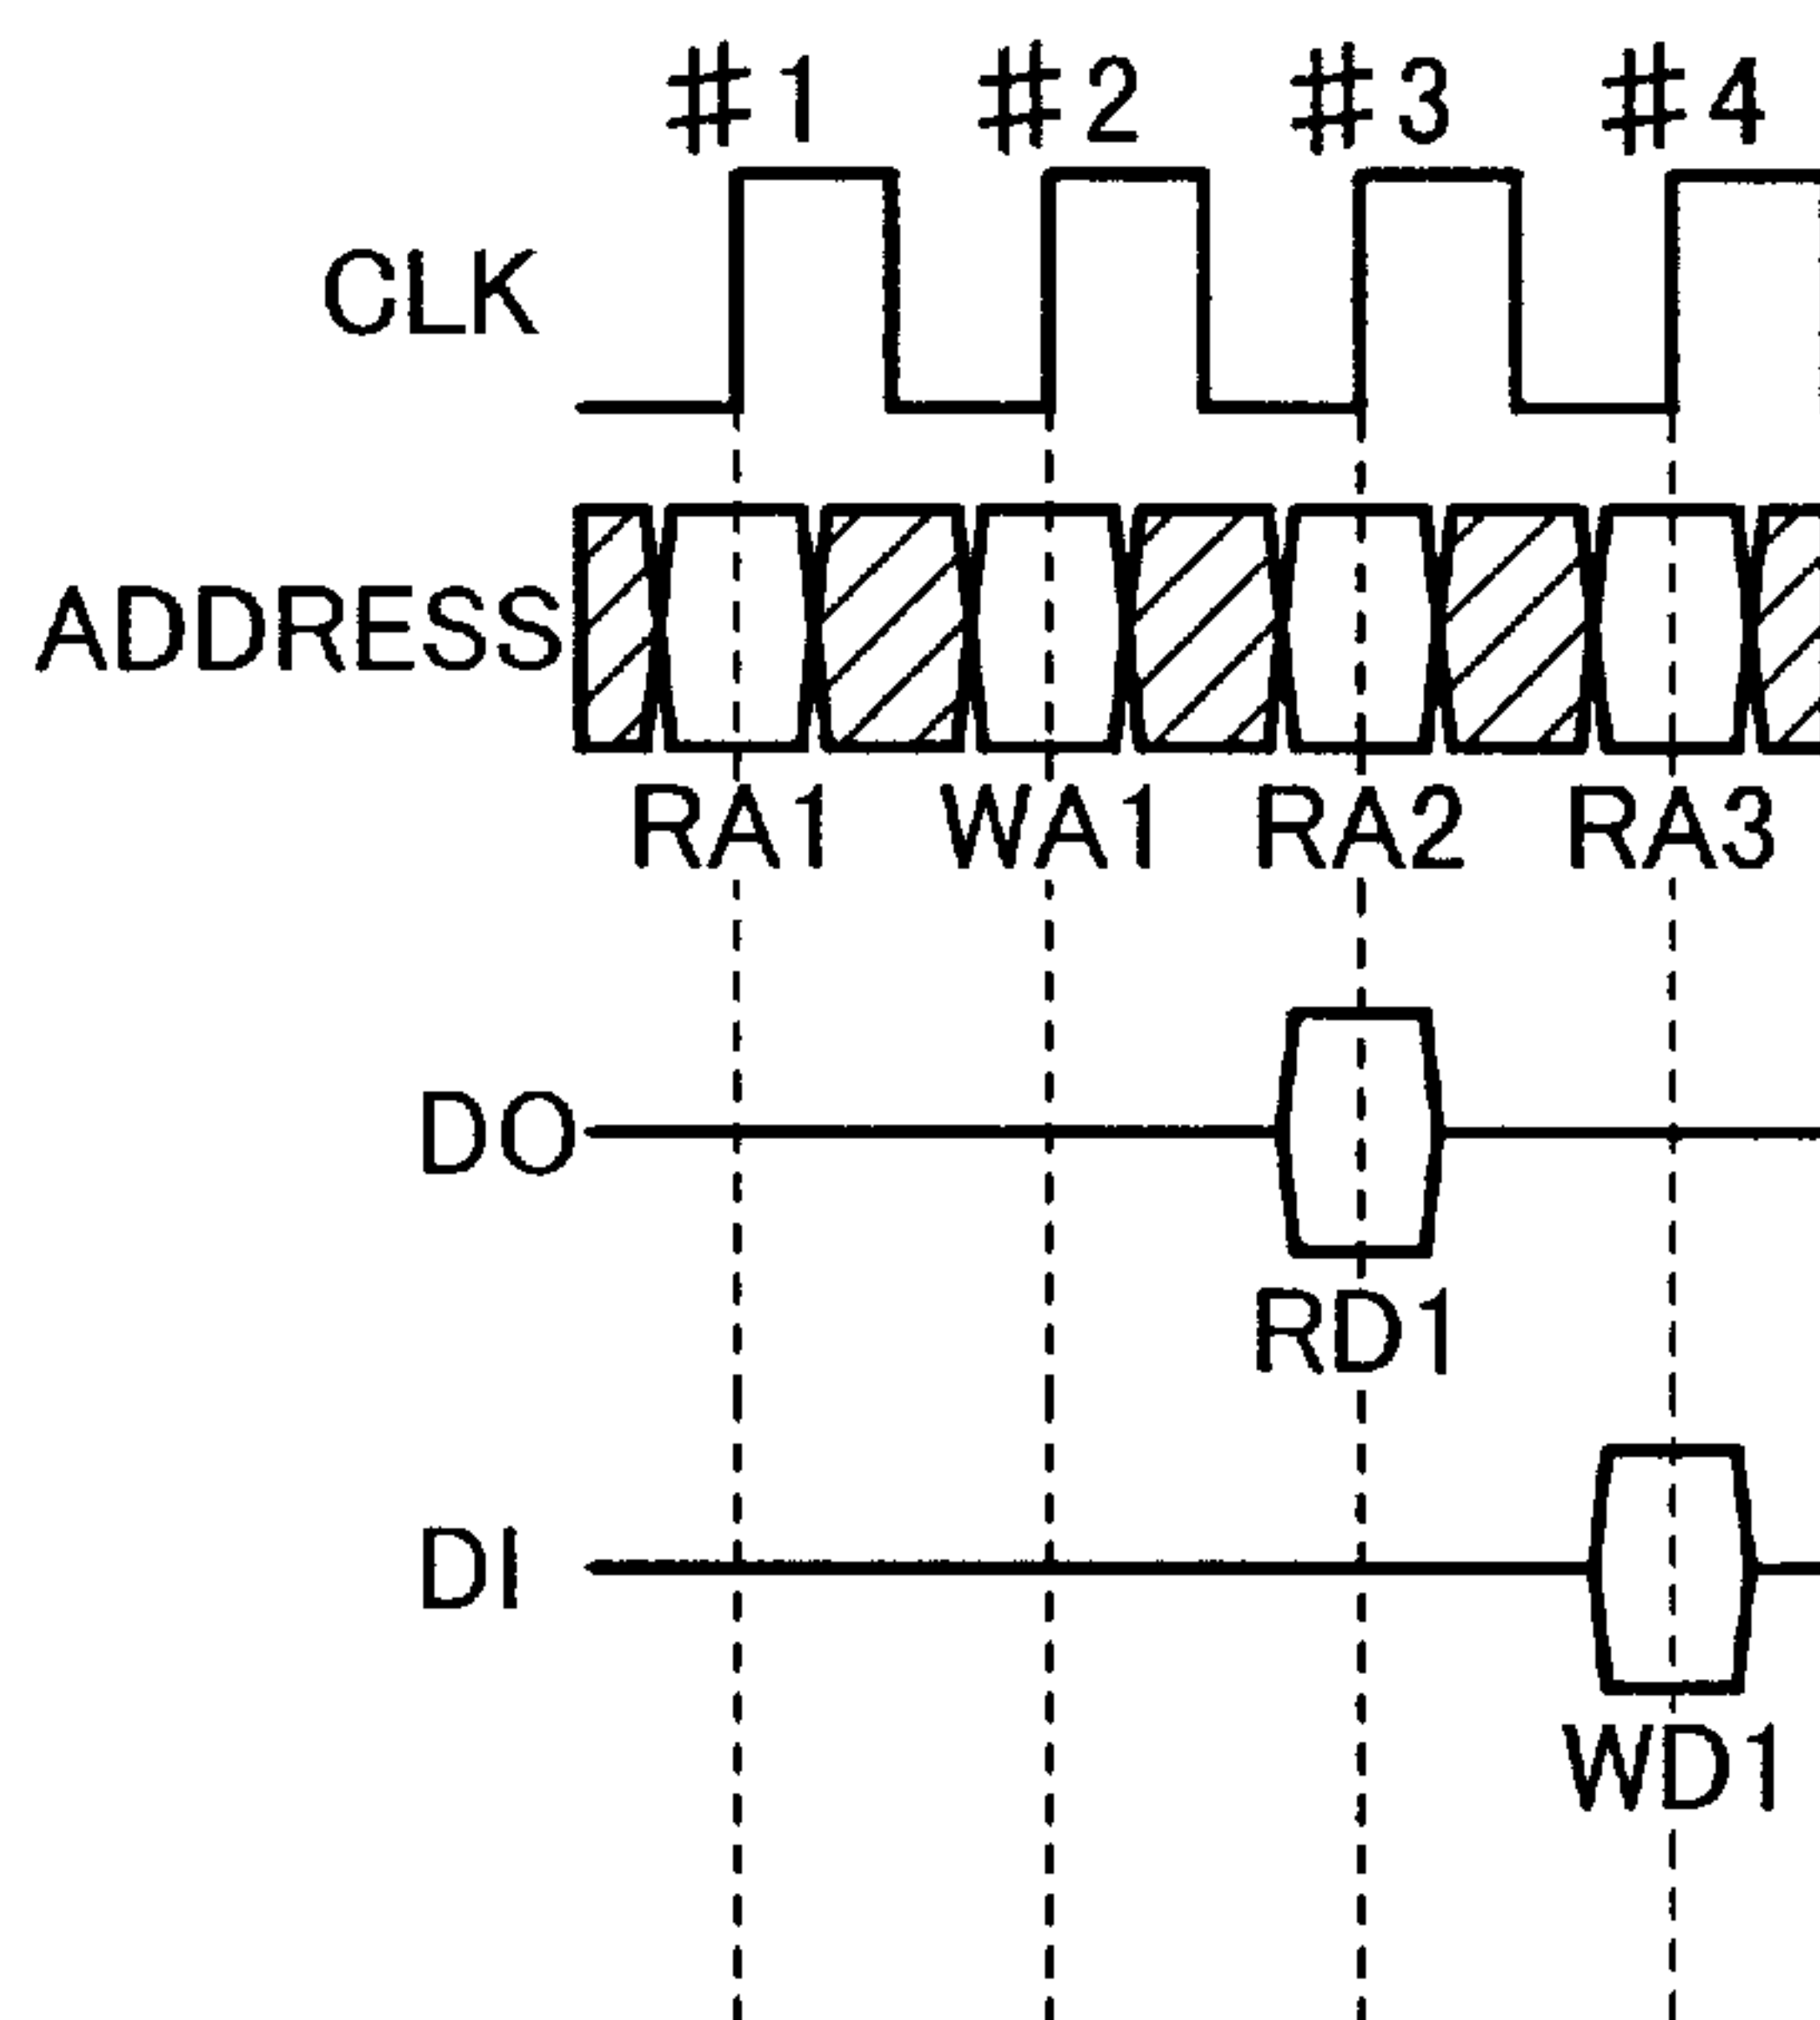 #1 #2 #3 #4
CLK
ADDRESS
RA1 WA1 RA2 RA3
DO
RD1
DI
WD1